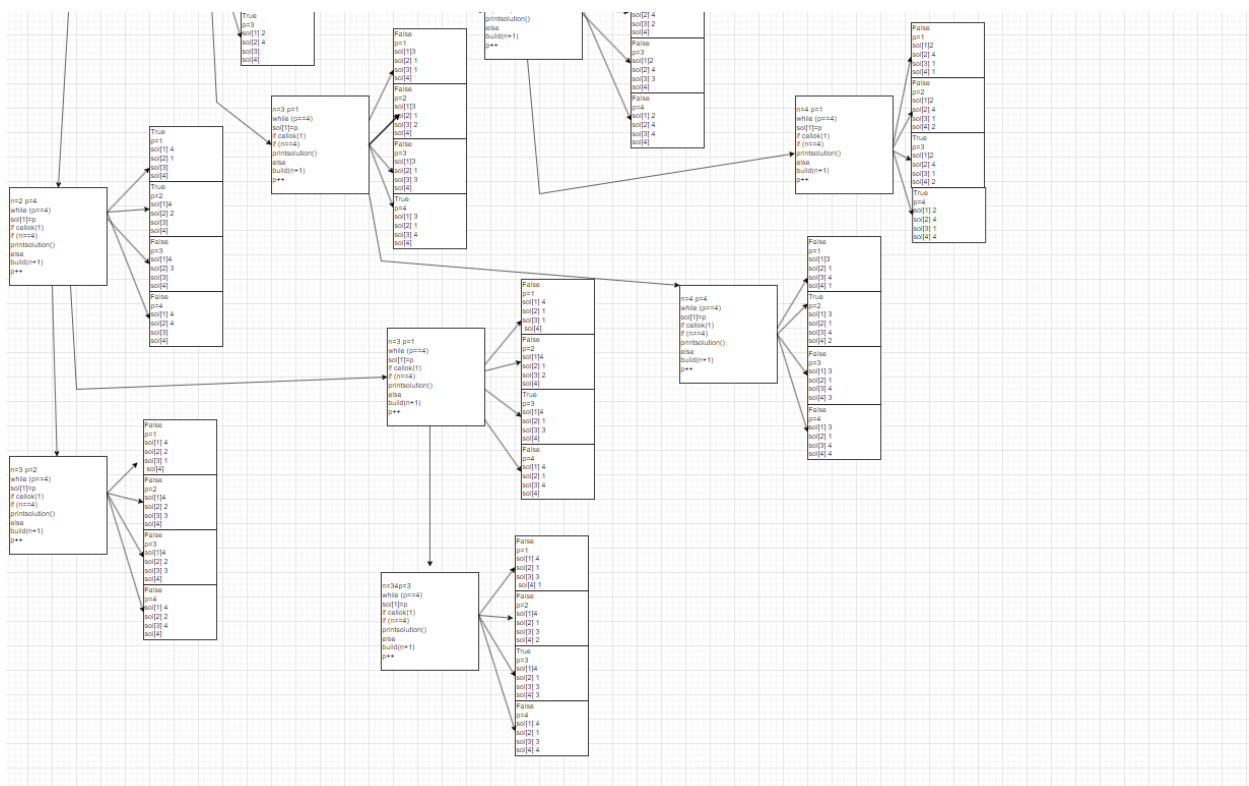 True
p=3
sol[1] 2
sol[2] 4
sol[3]
sol[4]
printsolution()
else
build(n+1)
p++
sol[2] 4
sol[3] 2
sol[4]
False
p=3
sol[1]2
sol[2] 4
sol[3] 3
sol[4]
False
p=4
sol[1] 2
sol[2] 4
sol[3] 4
sol[4]
False
p=1
sol[1]3
sol[2] 1
sol[3] 1
sol[4]
False
p=2
sol[1]3
sol[2] 1
sol[3] 2
sol[4]
False
p=3
sol[1]3
sol[2] 1
sol[3] 3
sol[4]
True
p=4
sol[1] 3
sol[2] 1
sol[3] 4
sol[4]
n=3 p=1
while (p==4)
sol[1]=p
if callok(1)
if (n==4)
printsolution()
else
build(n+1)
p++
False
p=1
sol[1]2
sol[2] 4
sol[3] 1
sol[4] 1
False
p=2
sol[1]2
sol[2] 4
sol[3] 1
sol[4] 2
True
p=3
sol[1]2
sol[2] 4
sol[3] 1
sol[4] 2
True
p=4
sol[1] 2
sol[2] 4
sol[3] 1
sol[4] 4
n=4 p=1
while (p==4)
sol[1]=p
if callok(1)
if (n==4)
printsolution()
else
build(n+1)
p++
True
p=1
sol[1] 4
sol[2] 1
sol[3]
sol[4]
True
p=2
sol[1]4
sol[2] 2
sol[3]
sol[4]
False
p=3
sol[1]4
sol[2] 3
sol[3]
sol[4]
False
p=4
sol[1] 4
sol[2] 4
sol[3]
sol[4]
n=2 p=4
while (p==4)
sol[1]=p
if callok(1)
if (n==4)
printsolution()
else
build(n+1)
p++
False
p=1
sol[1]3
sol[2] 1
sol[3] 4
sol[4] 1
True
p=2
sol[1] 3
sol[2] 1
sol[3] 4
sol[4] 2
False
p=3
sol[1] 3
sol[2] 1
sol[3] 4
sol[4] 3
False
p=4
sol[1] 3
sol[2] 1
sol[3] 4
sol[4] 4
n=4 p=4
while (p==4)
sol[1]=p
if callok(1)
if (n==4)
printsolution()
else
build(n+1)
p++
False
p=1
sol[1] 4
sol[2] 1
sol[3] 1
sol[4]
False
p=2
sol[1]4
sol[2] 1
sol[3] 2
sol[4]
True
p=3
sol[1]4
sol[2] 1
sol[3] 3
sol[4]
False
p=4
sol[1] 4
sol[2] 1
sol[3] 4
sol[4]
n=3 p=1
while (p==4)
sol[1]=p
if callok(1)
if (n==4)
printsolution()
else
build(n+1)
p++
False
p=1
sol[1] 4
sol[2] 2
sol[3] 1
sol[4]
False
p=2
sol[1]4
sol[2] 2
sol[3] 3
sol[4]
False
p=3
sol[1]4
sol[2] 2
sol[3] 3
sol[4]
False
p=4
sol[1] 4
sol[2] 2
sol[3] 4
sol[4]
n=3 p=2
while (p==4)
sol[1]=p
if callok(1)
if (n==4)
printsolution()
else
build(n+1)
p++
False
p=1
sol[1] 4
sol[2] 1
sol[3] 3
sol[4] 1
False
p=2
sol[1]4
sol[2] 1
sol[3] 3
sol[4] 2
True
p=3
sol[1]4
sol[2] 1
sol[3] 3
sol[4] 3
False
p=4
sol[1] 4
sol[2] 1
sol[3] 3
sol[4] 4
n=34p=3
while (p==4)
sol[1]=p
if callok(1)
if (n==4)
printsolution()
else
build(n+1)
p++